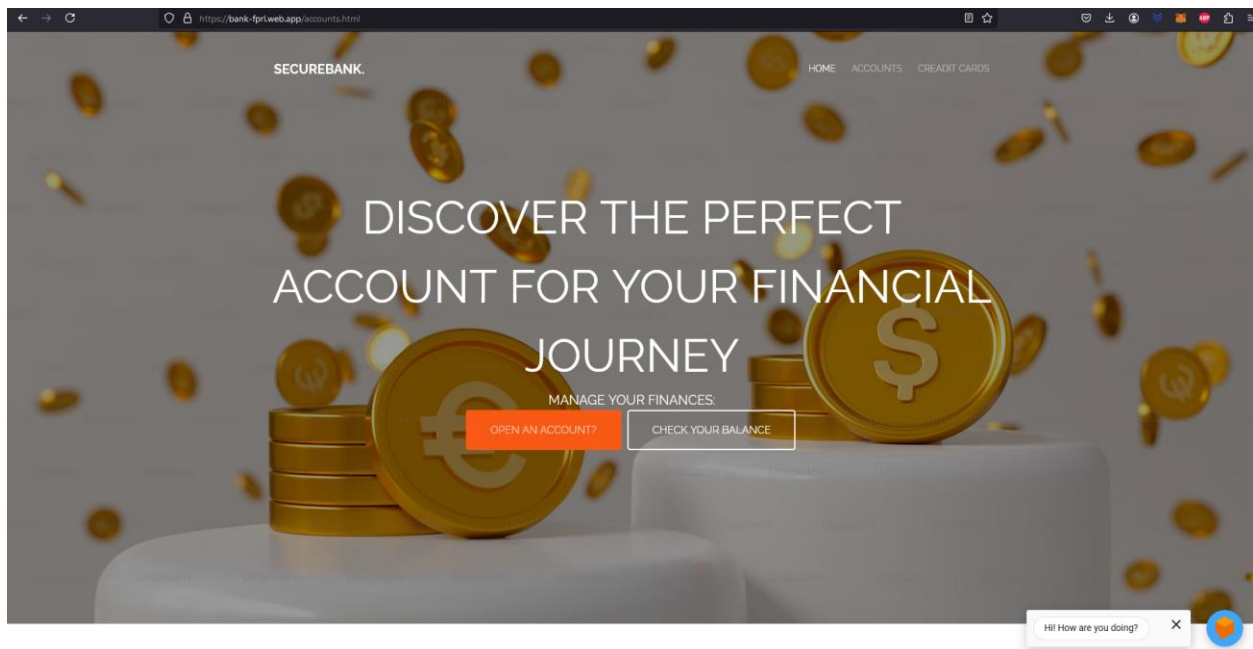 https://bank-fprl.web.app/accounts.html
SECUREBANK.
HOME ACCOUNTS CREADIT CARDS
DISCOVER THE PERFECT
ACCOUNT FOR YOUR FINANCIAL
JOURNEY
MANAGE YOUR FINANCES:
OPEN AN ACCOUNT? CHECK YOUR BALANCE
Hi! How are you doing?